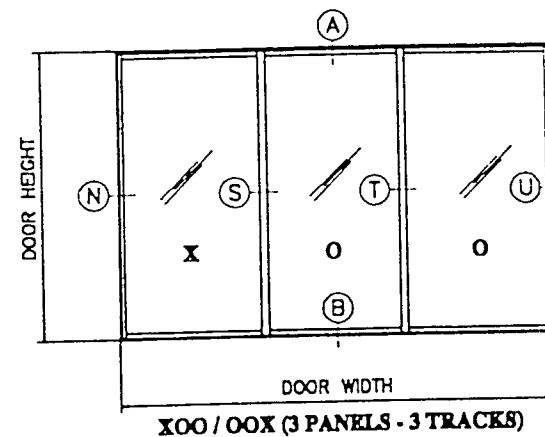 A
DOOR HEIGHT
N
S
T
U
X
O
O
B
DOOR WIDTH
XOO / OOX (3 PANELS - 3 TRACKS)